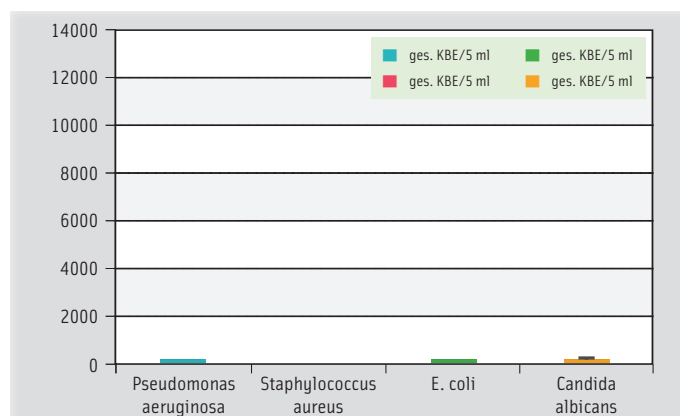 14000
ges. KBE/5 ml ges. KBE/5 ml
12000
ges. KBE/5 ml ges. KBE/5 ml
10000
8000
6000
4000
2000
0
Pseudomonas Staphylococcus E. coli Candida
aeruginosa aureus albicans